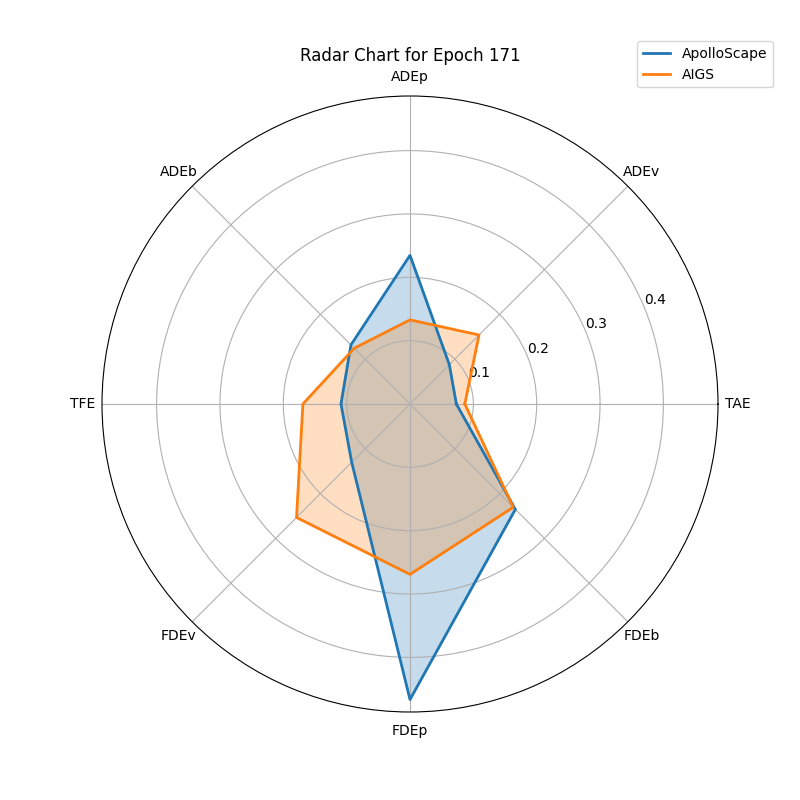 Radar Chart for Epoch 171
ApolloScape
AIGS
ADEp
ADEb
ADEv
0.4
0.3
0.2
0.1
TFE
TAE
FDEv
FDEb
FDEp